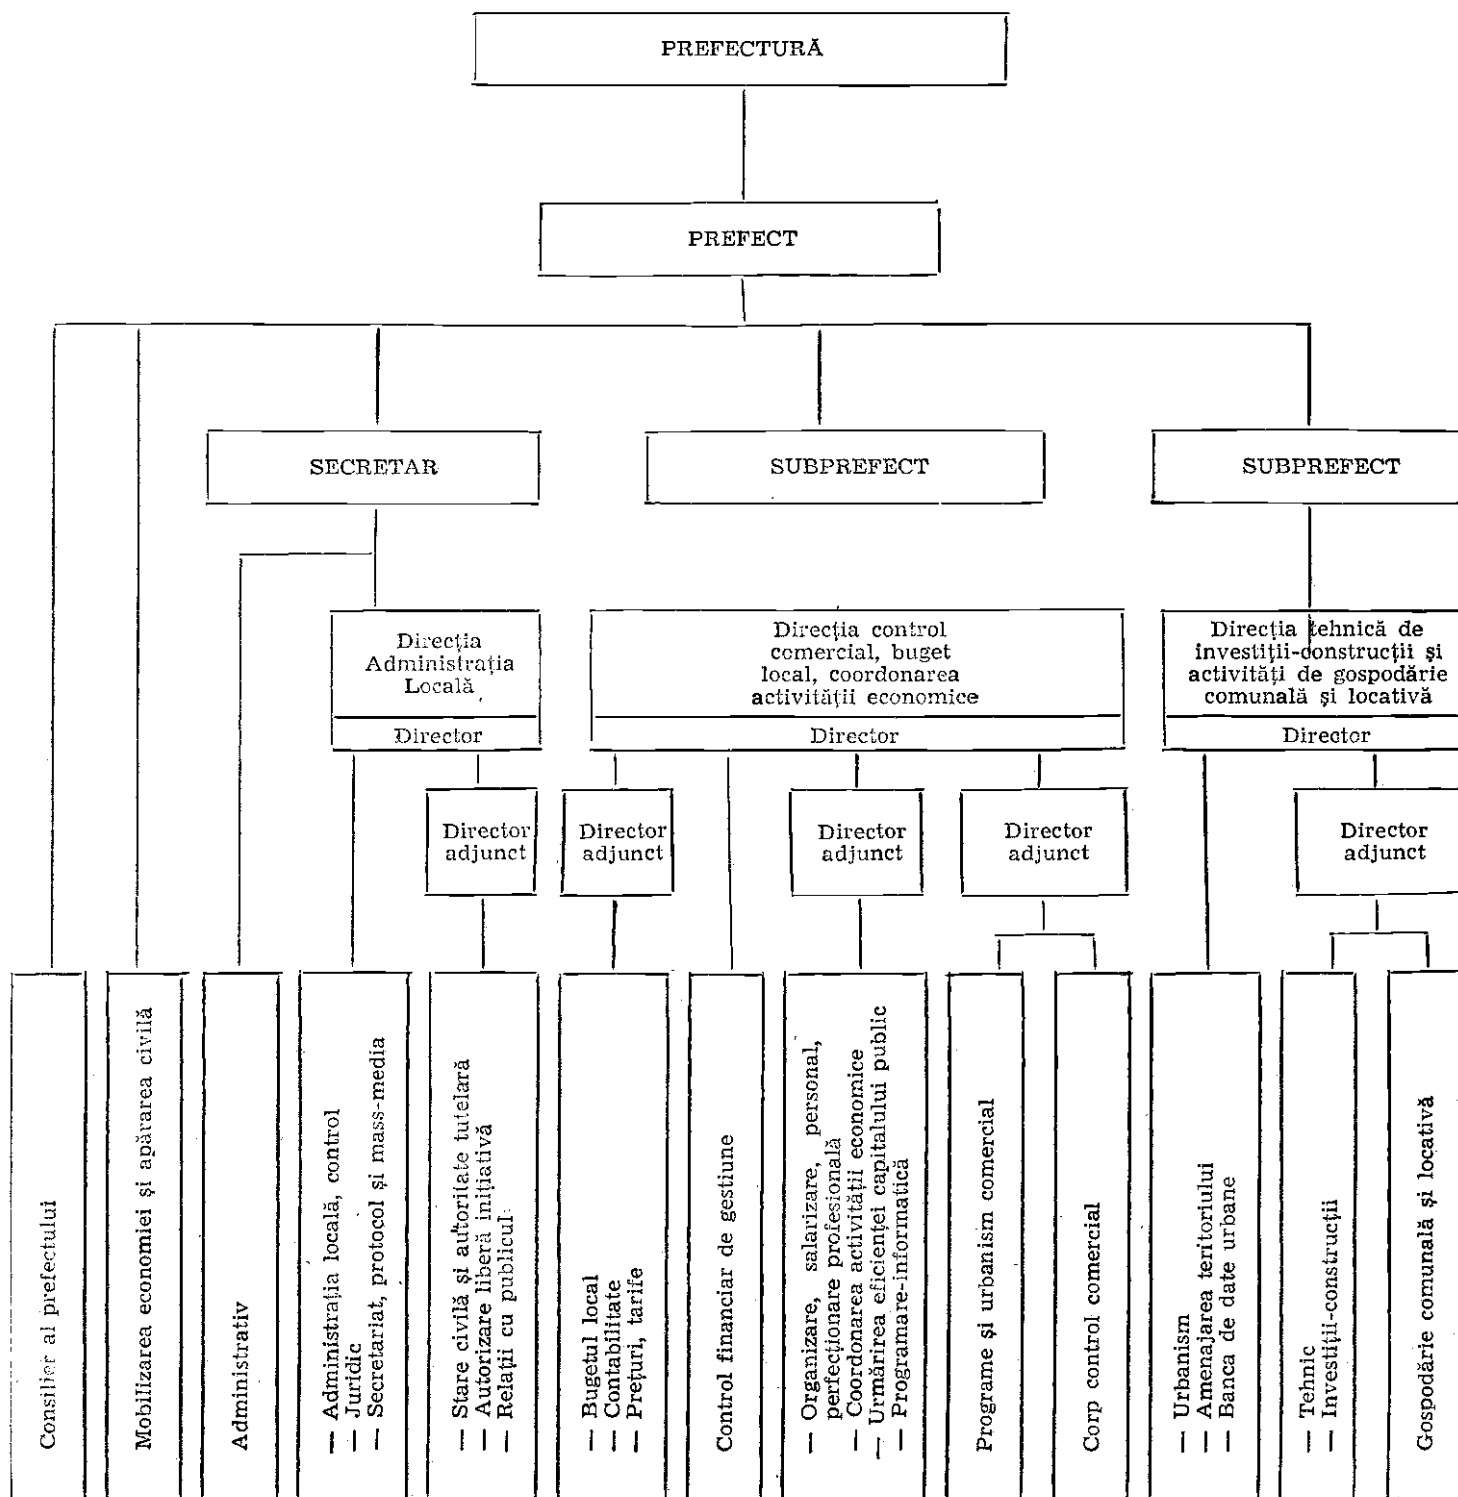 PREFECTURĂ
PREFECT
SECRETAR
SUBPREFECT
SUBPREFECT
Direcția
Administrația
Locală
Director
Direcția control
comercial, buget
local, coordonarea
activității economice
Director
Direcția tehnică de
investiții-construcții și
activități de gospodărie
comunală și locativă
Director
Director
adjunct
Director
adjunct
Director
adjunct
Director
adjunct
Director
adjunct
Consilier al prefectului
Mobilizarea economiei și apărarea civilă
Administrativ
— Administrația locală, control
— Juridic
— Secretariat, protocol și mass-media
— Stare civilă și autoritate tutelară
— Autorizare liberă inițiativă
— Relații cu publicul
— Bugetul local
— Contabilitate
— Prețuri, tarife
Control financiar de gestiune
— Organizare, salarizare, personal,
perfecționare profesională
— Coordonarea activității economice
— Urmărirea eficienței capitalului public
— Programare-informatică
Programe și urbanism comercial
Corp control comercial
— Urbanism
— Amenajarea teritoriului
— Banca de date urbane
— Tehnic
— Investiții-construcții
Gospodărie comunală și locativă